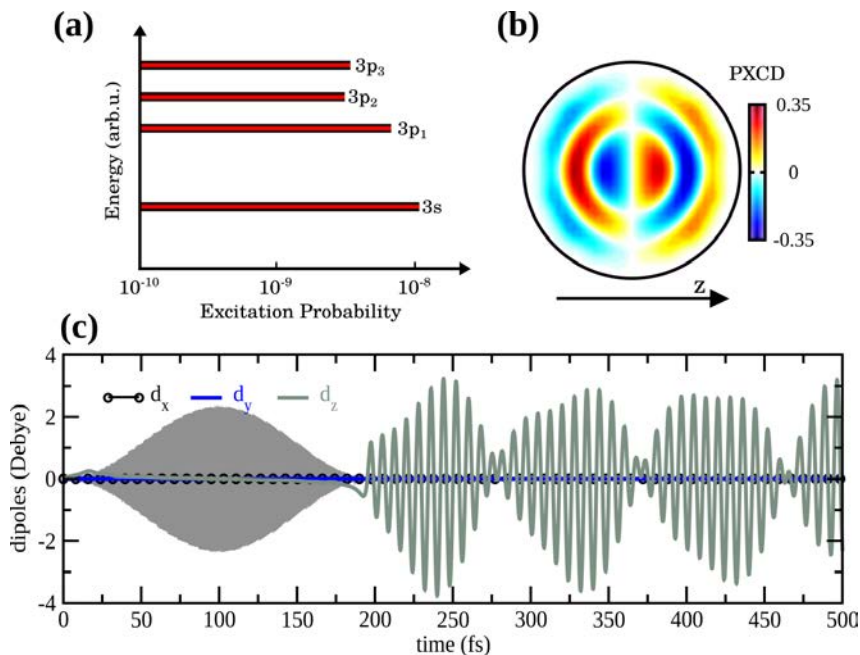 (a)
3p3
3p2
3p1
3s
Energy (arb.u.)
10-10
10-9
10-8
Excitation Probability
(b)
PXCD
0.35
0
-0.35
z
(c)
4
2
0
-2
-4
dx
dy
dz
dipoles (Debye)
0 50 100 150 200 250 300 350 400 450 500
time (fs)